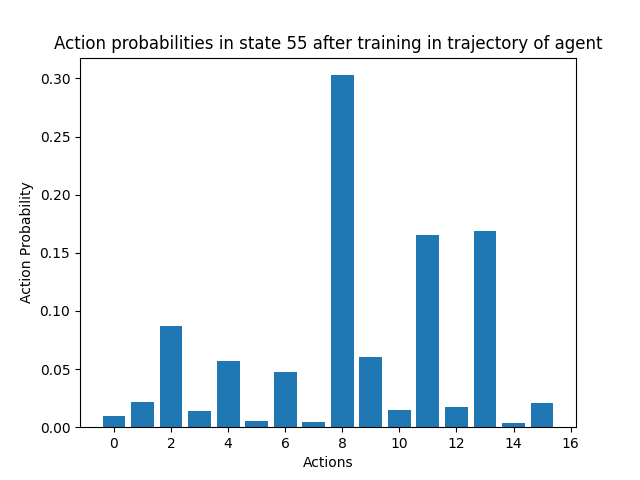 Action probabilities in state 55 after training in trajectory of agent
0.30
0.25
0.20
0.15
0.10
0.05
0.00
Action Probability
0 2 4 6 8 10 12 14 16
Actions